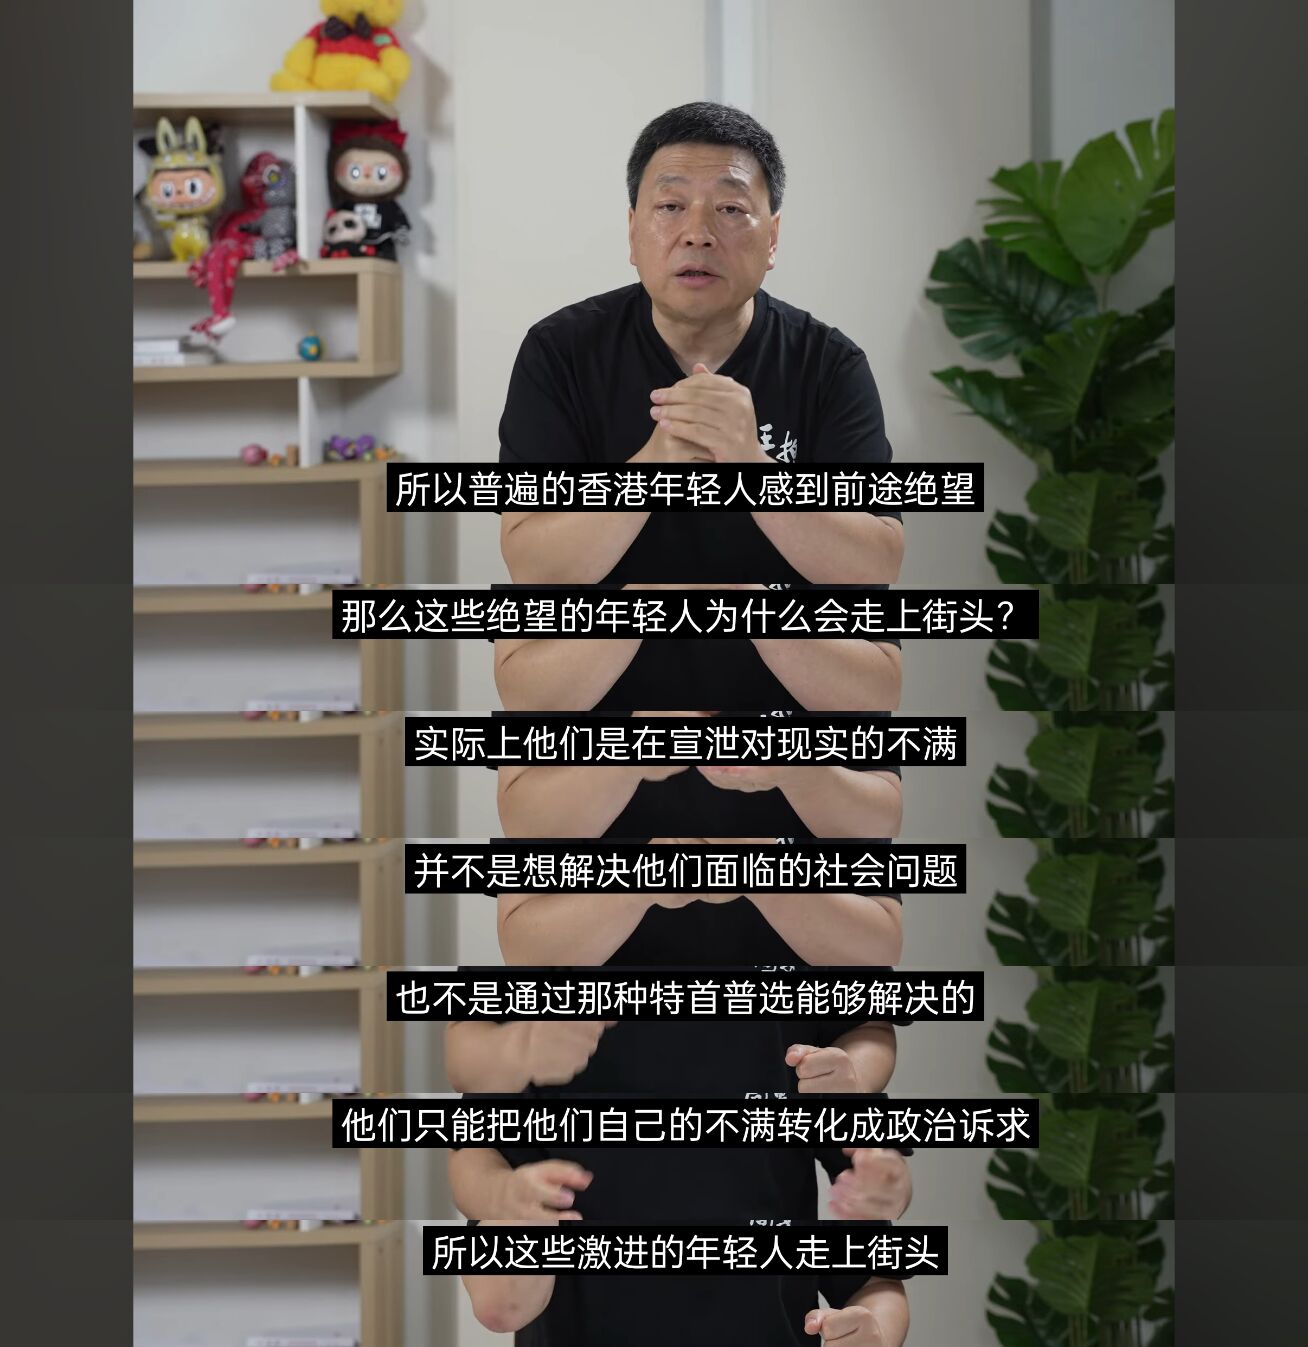 所以普遍的香港年轻人感到前途绝望
那么这些绝望的年轻人为什么会走上街头？
实际上他们是在宣泄对现实的不满
并不是想解决他们面临的社会问题
也不是通过那种特首普选能够解决的
他们只能把他们自己的不满转化成政治诉求
所以这些激进的年轻人走上街头